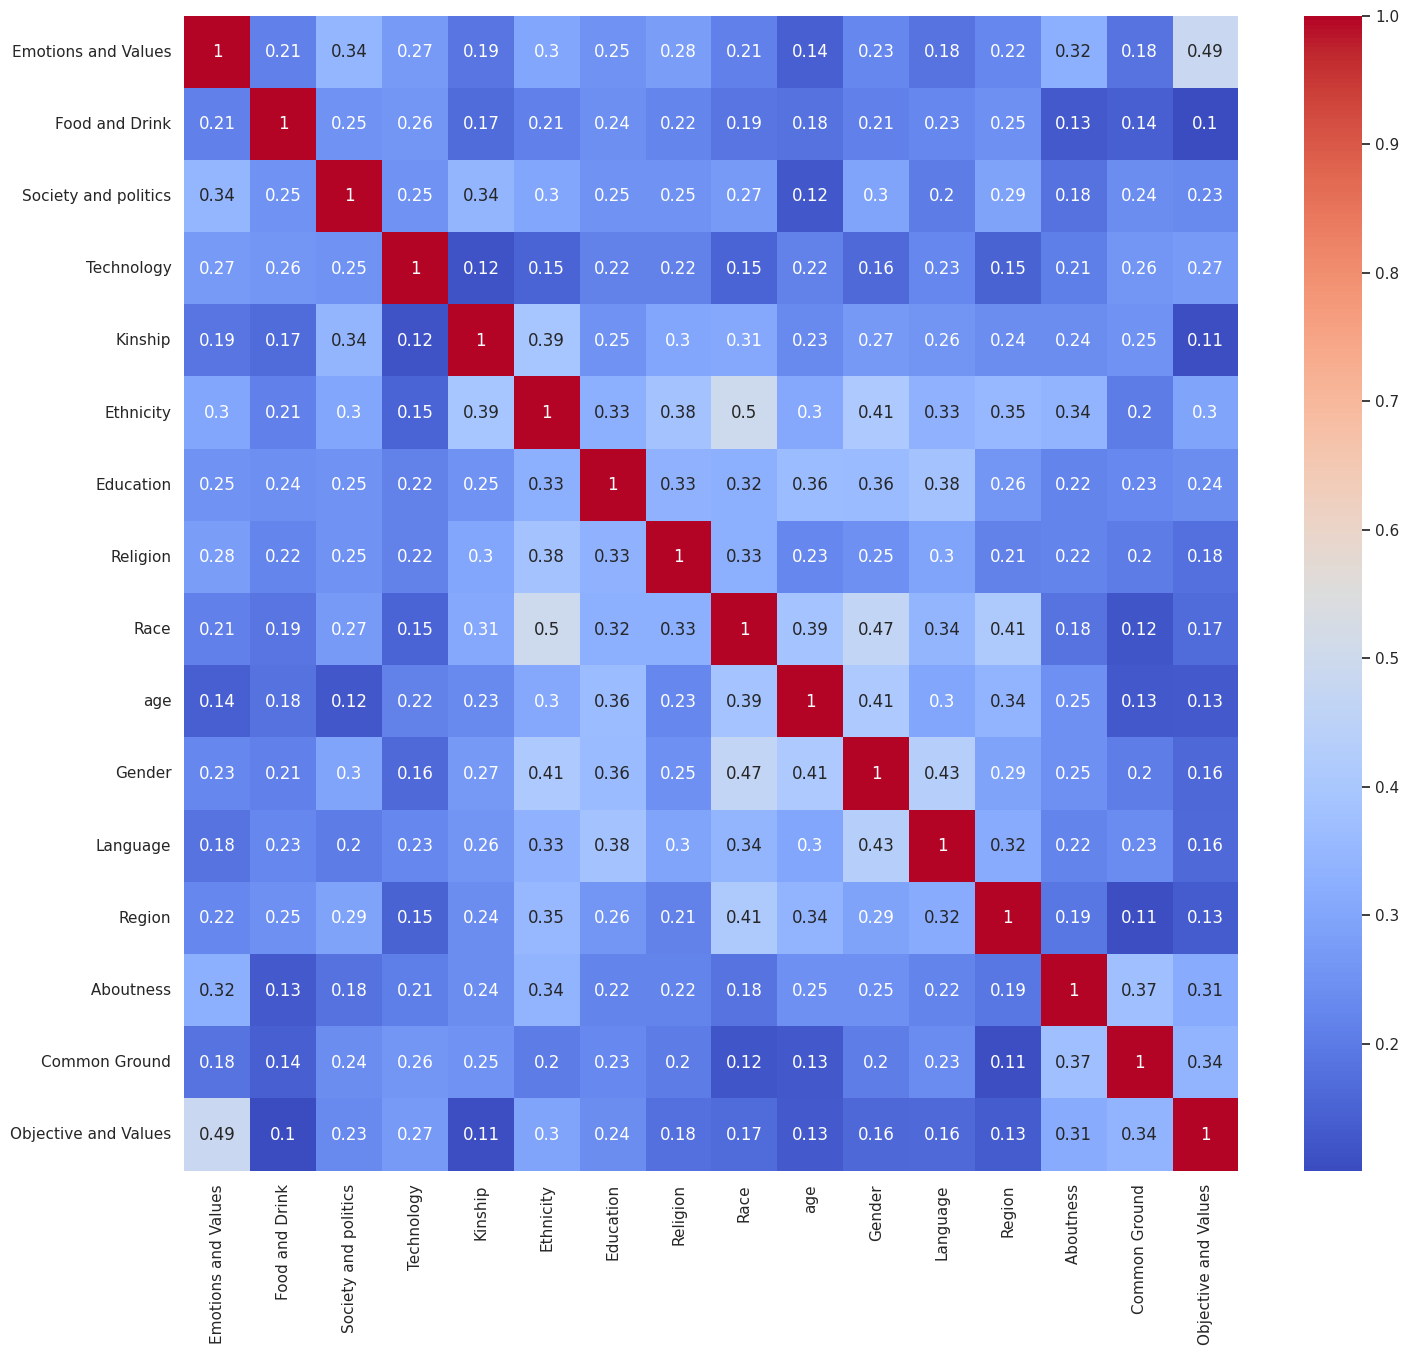 Emotions and Values 1 0.21 0.34 0.27 0.19 0.3 0.25 0.28 0.21 0.14 0.23 0.18 0.22 0.32 0.18 0.49
Food and Drink 0.21 1 0.25 0.26 0.17 0.21 0.24 0.22 0.19 0.18 0.21 0.23 0.25 0.13 0.14 0.1
Society and politics 0.34 0.25 1 0.25 0.34 0.3 0.25 0.25 0.27 0.12 0.3 0.2 0.29 0.18 0.24 0.23
Technology 0.27 0.26 0.25 1 0.12 0.15 0.22 0.22 0.15 0.22 0.16 0.23 0.15 0.21 0.26 0.27
Kinship 0.19 0.17 0.34 0.12 1 0.39 0.25 0.3 0.31 0.23 0.27 0.26 0.24 0.24 0.25 0.11
Ethnicity 0.3 0.21 0.3 0.15 0.39 1 0.33 0.38 0.5 0.3 0.41 0.33 0.35 0.34 0.2 0.3
Education 0.25 0.24 0.25 0.22 0.25 0.33 1 0.33 0.32 0.36 0.36 0.38 0.26 0.22 0.23 0.24
Religion 0.28 0.22 0.25 0.22 0.3 0.38 0.33 1 0.33 0.23 0.25 0.3 0.21 0.22 0.2 0.18
Race 0.21 0.19 0.27 0.15 0.31 0.5 0.32 0.33 1 0.39 0.47 0.34 0.41 0.18 0.12 0.17
age 0.14 0.18 0.12 0.22 0.23 0.3 0.36 0.23 0.39 1 0.41 0.3 0.34 0.25 0.13 0.13
Gender 0.23 0.21 0.3 0.16 0.27 0.41 0.36 0.25 0.47 0.41 1 0.43 0.29 0.25 0.2 0.16
Language 0.18 0.23 0.2 0.23 0.26 0.33 0.38 0.3 0.34 0.3 0.43 1 0.32 0.22 0.23 0.16
Region 0.22 0.25 0.29 0.15 0.24 0.35 0.26 0.21 0.41 0.34 0.29 0.32 1 0.19 0.11 0.13
Aboutness 0.32 0.13 0.18 0.21 0.24 0.34 0.22 0.22 0.18 0.25 0.25 0.22 0.19 1 0.37 0.31
Common Ground 0.18 0.14 0.24 0.26 0.25 0.2 0.23 0.2 0.12 0.13 0.2 0.23 0.11 0.37 1 0.34
Objective and Values 0.49 0.1 0.23 0.27 0.11 0.3 0.24 0.18 0.17 0.13 0.16 0.16 0.13 0.31 0.34 1
Emotions and Values
Food and Drink
Society and politics
Technology
Kinship
Ethnicity
Education
Religion
Race
age
Gender
Language
Region
Aboutness
Common Ground
Objective and Values
1.0
0.9
0.8
0.7
0.6
0.5
0.4
0.3
0.2